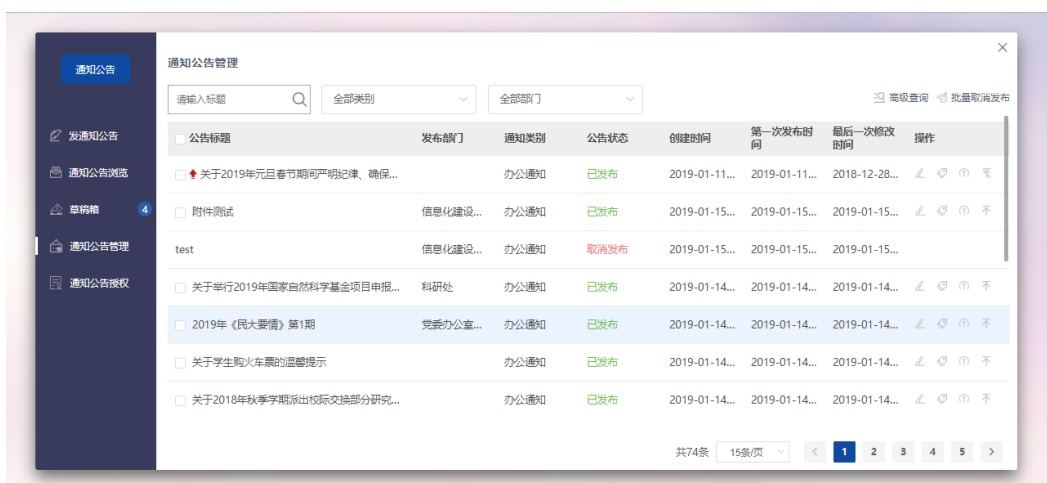 通知公告
发通知公告
通知公告浏览
草稿箱 4
通知公告管理
通知公告授权
通知公告管理
请输入标题 全部类别 全部部门 高级查询 批量取消发布
公告标题 发布部门 通知类别 公告状态 创建时间 第一次发布时间 最后一次修改时间 操作
关于2019年元旦春节期间严明纪律、确保... 办公通知 已发布 2019-01-11... 2019-01-11... 2018-12-28...
附件测试 信息化建设... 办公通知 已发布 2019-01-15... 2019-01-15... 2019-01-15...
test 信息化建设... 办公通知 取消发布 2019-01-15... 2019-01-15... 2019-01-15...
关于举行2019年国家自然科学基金项目申报... 科研处 办公通知 已发布 2019-01-14... 2019-01-14... 2019-01-14...
2019年《民大要情》第1期 党委办公室... 办公通知 已发布 2019-01-14... 2019-01-14... 2019-01-14...
关于学生购火车票的温馨提示 办公通知 已发布 2019-01-14... 2019-01-14... 2019-01-14...
关于2018年秋季学期派出校际交换部分研究... 办公通知 已发布 2019-01-14... 2019-01-14... 2019-01-14...
共74条 15条/页 < 1 2 3 4 5 >